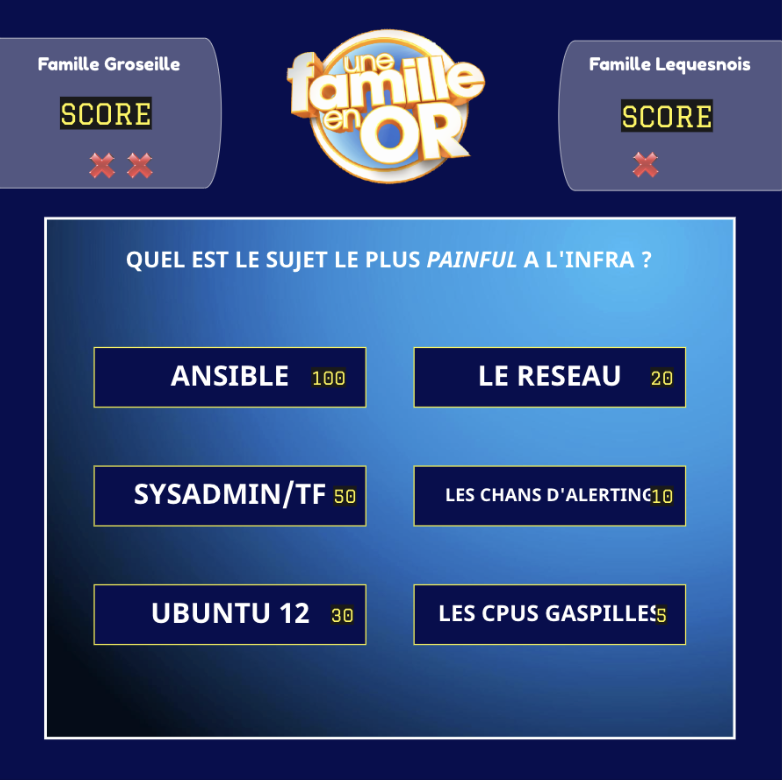 Famille Groseille
SCORE
une
famille
en OR
Famille Lequesnois
SCORE
QUEL EST LE SUJET LE PLUS PAINFUL A L'INFRA ?
ANSIBLE 100
LE RESEAU 20
SYSADMIN/TF 50
LES CHANS D'ALERTING 10
UBUNTU 12 30
LES CPUS GASPILLES 5